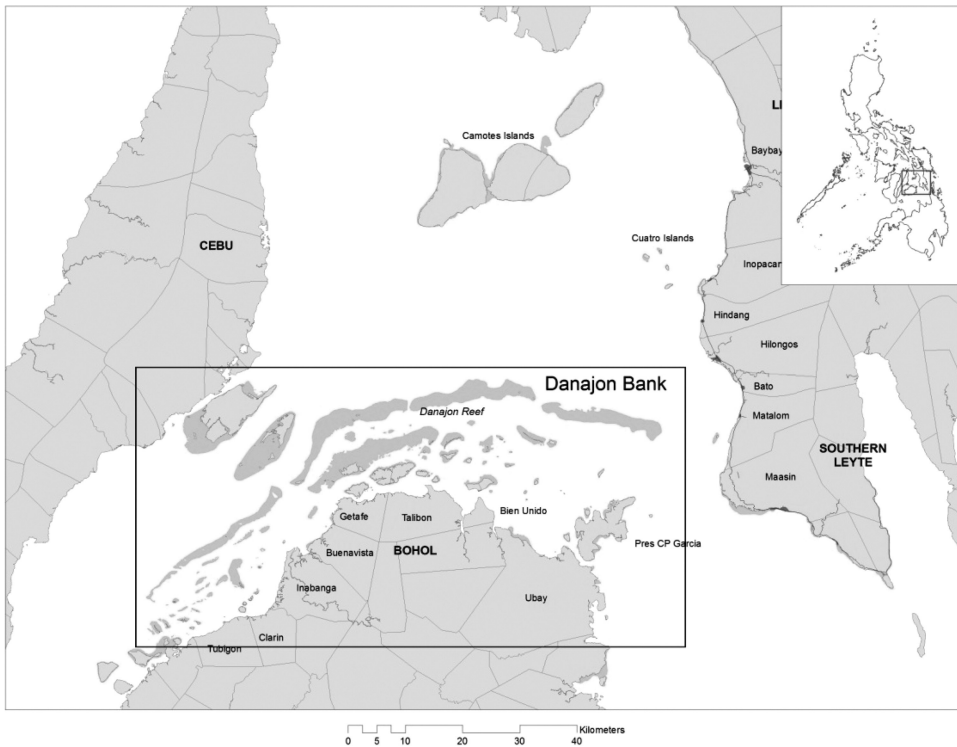 LE
Camotes Islands
Baybay
CEBU
Cuatro Islands
Inopacan
Hindang
Hilongos
Danajon Bank
Bato
Danajon Reef
Matalom
SOUTHERN
LEYTE
Maasin
Getafe
Talibon
Bien Unido
Buenavista
BOHOL
Pres CP Garcia
Inabanga
Ubay
Clarin
Tubigon
Kilometers
0 5 10 20 30 40